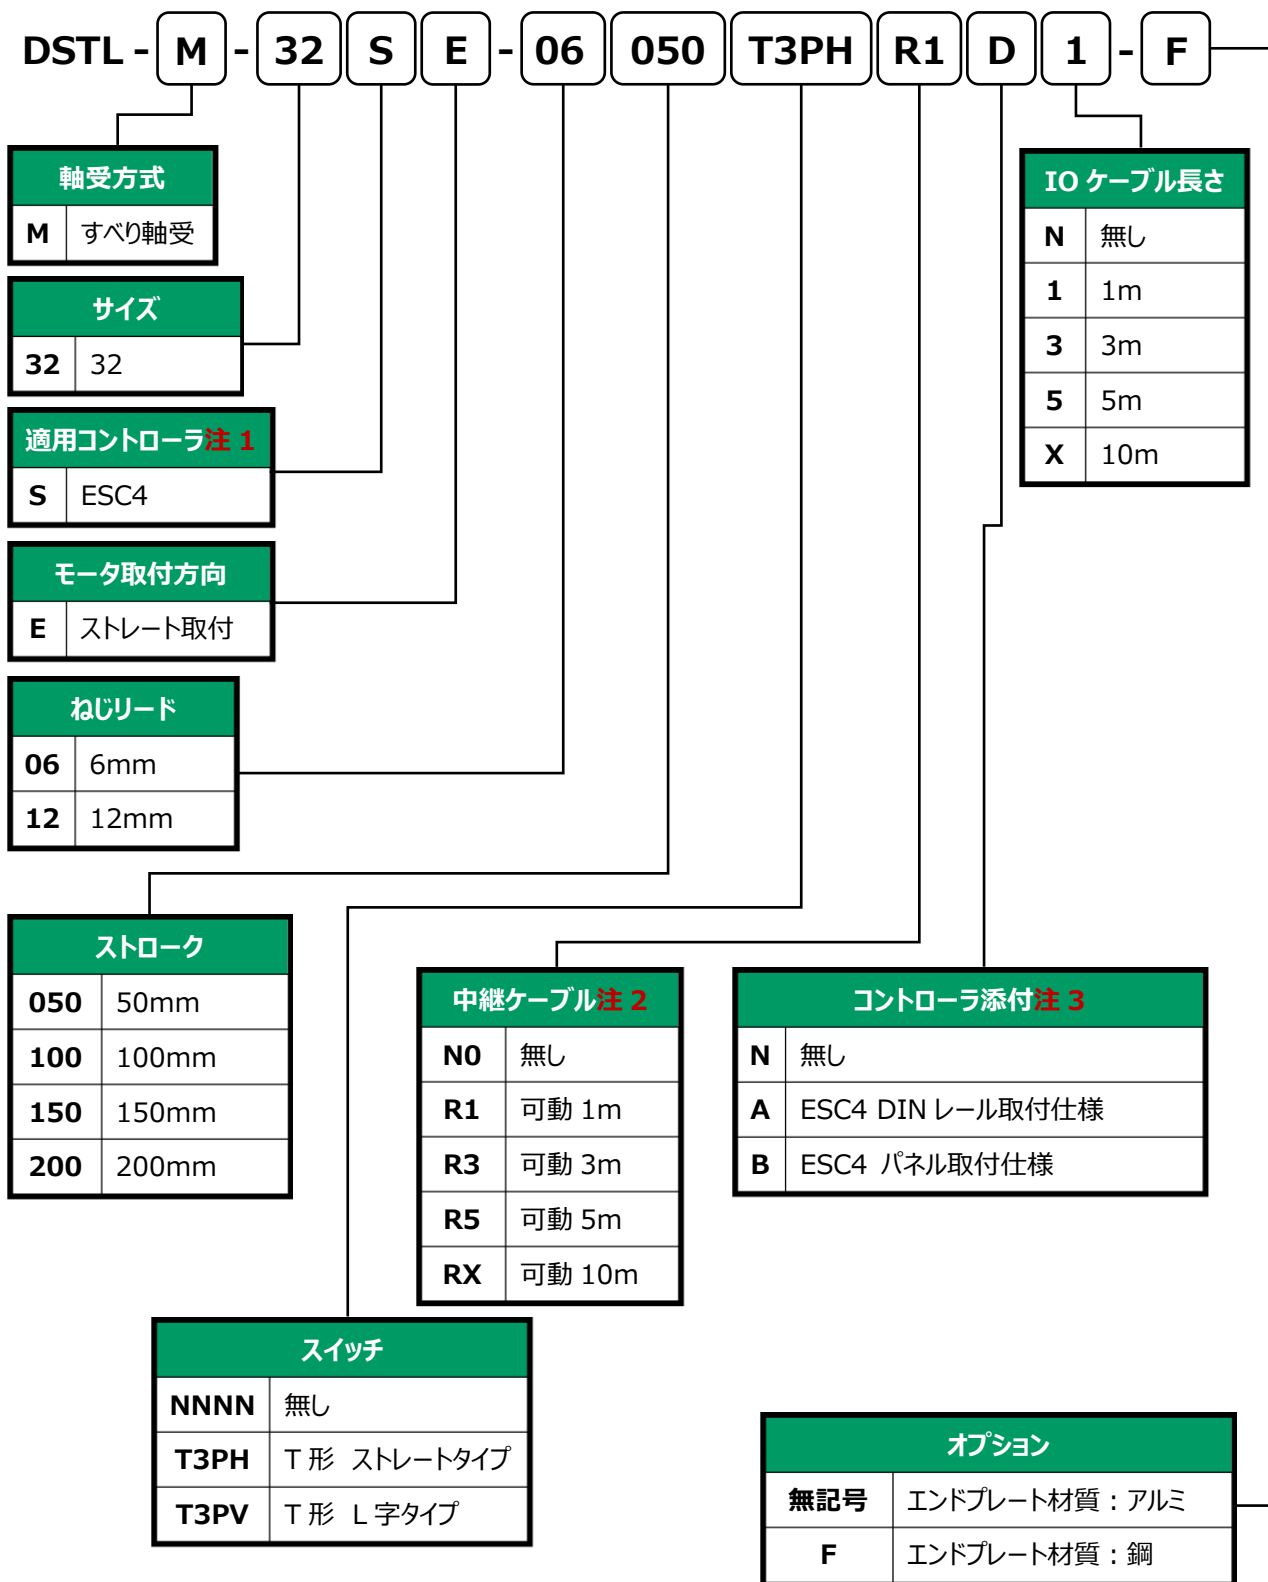 DSTL - M - 32 S E - 06 050 T3PH R1 D 1 - F
軸受方式
M すべり軸受
サイズ
32 32
適用コントローラ注 1
S ESC4
モータ取付方向
E ストレート取付
ねじリード
06 6mm
12 12mm
ストローク
050 50mm
100 100mm
150 150mm
200 200mm
スイッチ
NNNN 無し
T3PH T 形 ストレートタイプ
T3PV T 形 L 字タイプ
中継ケーブル注 2
N0 無し
R1 可動 1m
R3 可動 3m
R5 可動 5m
RX 可動 10m
コントローラ添付注 3
N 無し
A ESC4 DIN レール取付仕様
B ESC4 パネル取付仕様
IO ケーブル長さ
N 無し
1 1m
3 3m
5 5m
X 10m
オプション
無記号 エンドプレート材質：アルミ
F エンドプレート材質：鋼